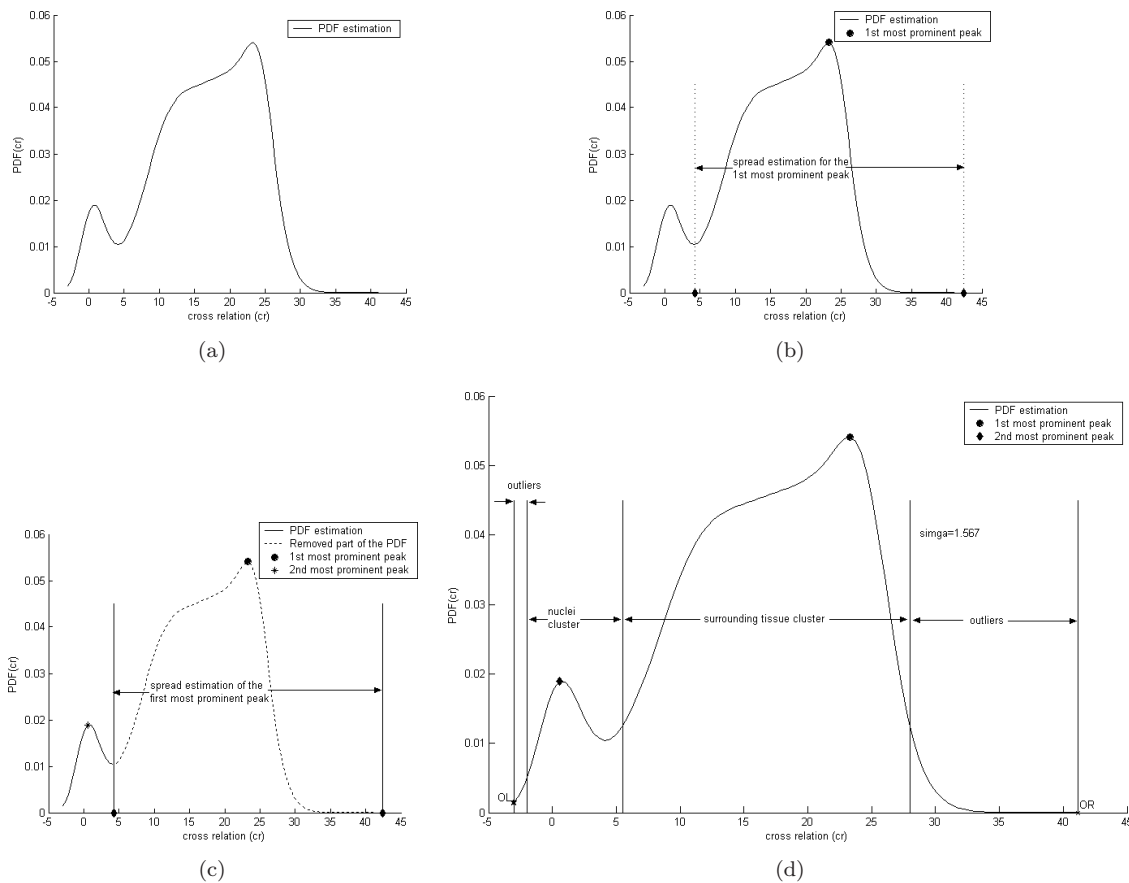 0.06
0.05
0.04
0.03
0.02
0.01
0
PDF(cr)
PDF estimation
-5 0 5 10 15 20 25 30 35 40 45
cross relation (cr)
(a)
0.06
0.05
0.04
0.03
0.02
0.01
0
PDF(cr)
PDF estimation
1st most prominent peak
spread estimation for the
1st most prominent peak
-5 0 5 10 15 20 25 30 35 40 45
cross relation (cr)
(b)
0.06
0.05
0.04
0.03
0.02
0.01
0
PDF(cr)
PDF estimation
Removed part of the PDF
1st most prominent peak
2nd most prominent peak
spread estimation of the
first most prominent peak
-5 0 5 10 15 20 25 30 35 40 45
cross relation (cr)
(c)
0.06
0.05
0.04
0.03
0.02
0.01
0
PDF(cr)
PDF estimation
1st most prominent peak
2nd most prominent peak
outliers
simga=1.567
nuclei
cluster
surrounding tissue cluster
outliers
OL
OR
-5 0 5 10 15 20 25 30 35 40 45
cross relation (cr)
(d)